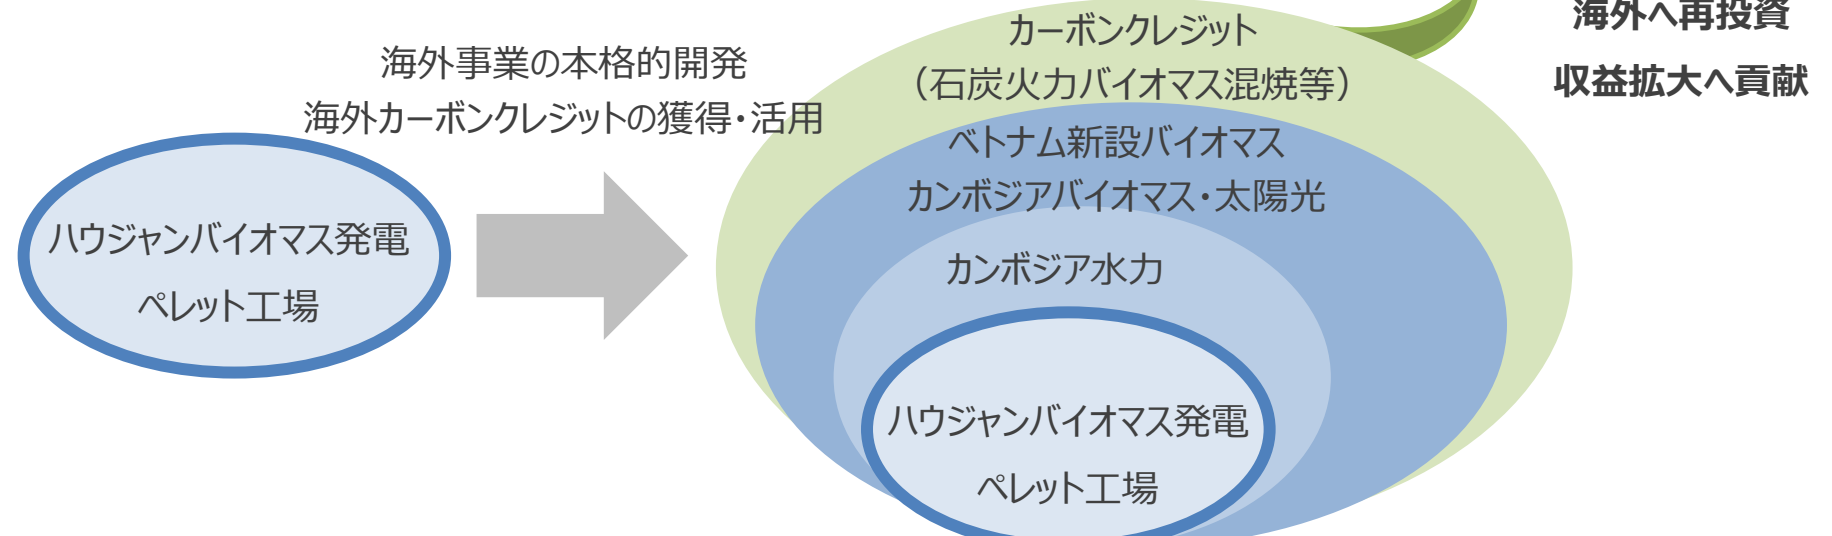 海外事業の本格的開発
海外カーボンクレジットの獲得・活用
ハウジャンバイオマス発電
ペレット工場
カーボンクレジット
（石炭火力バイオマス混焼等）
ベトナム新設バイオマス
カンボジアバイオマス・太陽光
カンボジア水力
ハウジャンバイオマス発電
ペレット工場
海外へ再投資
収益拡大へ貢献